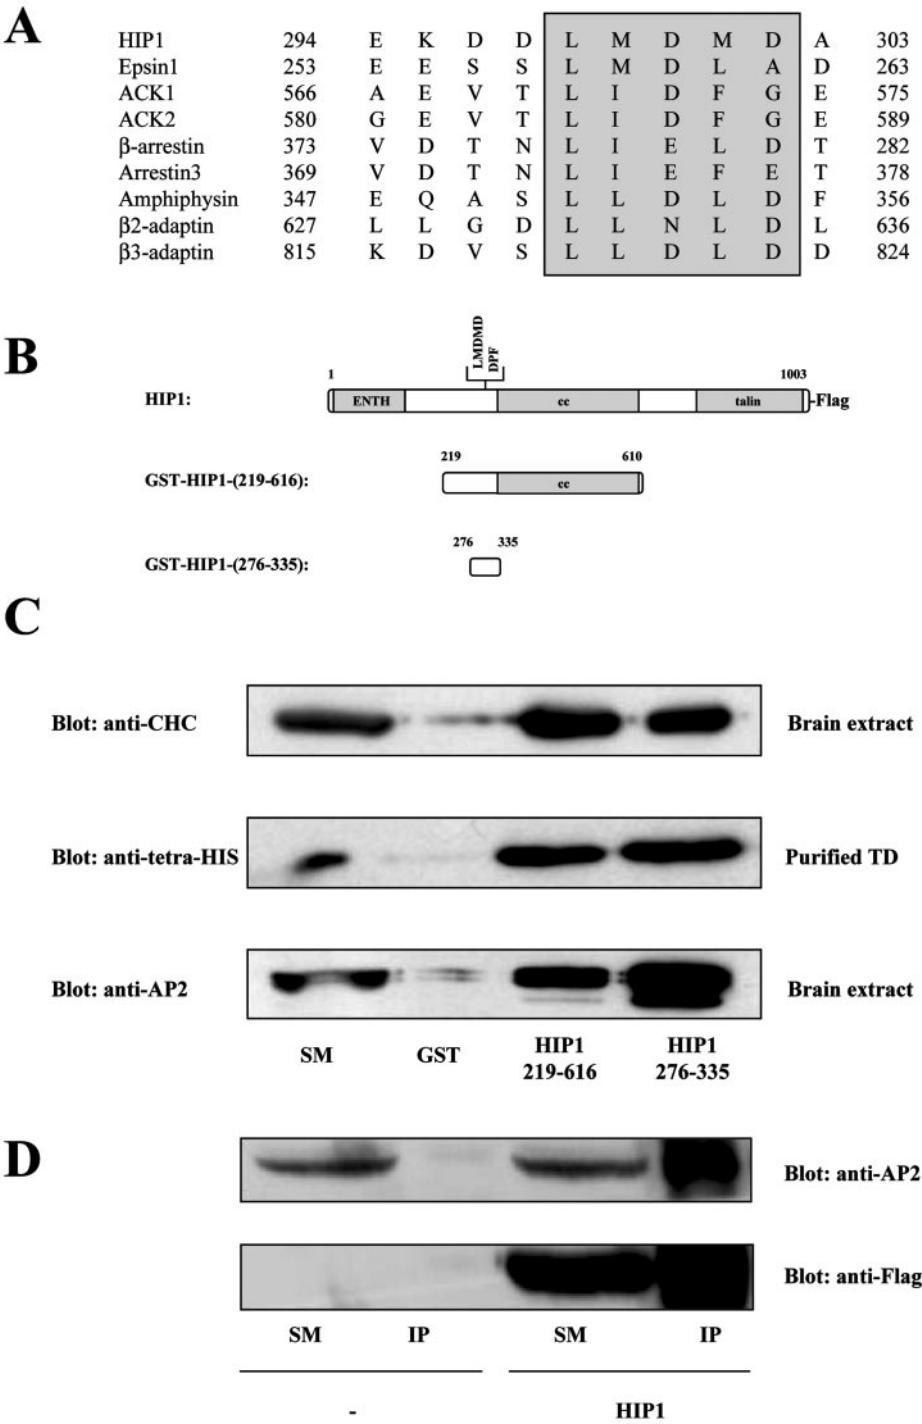 A
HIP1 294 E K D D L M D M D A 303
Epsin1 253 E E S S L M D L A D 263
ACK1 566 A E V T L I D F G E 575
ACK2 580 G E V T L I D F G E 589
β-arrestin 373 V D T N L I E L D T 282
Arrestin3 369 V D T N L I E F E T 378
Amphiphysin 347 E Q A S L L D L D F 356
β2-adaptin 627 L L G D L L N L D L 636
β3-adaptin 815 K D V S L L D L D D 824
B
LMDMD
DPF
1 1003
HIP1: ENTH cc talin -Flag
219 610
GST-HIP1-(219-616): cc
276 335
GST-HIP1-(276-335):
C
Blot: anti-CHC Brain extract
Blot: anti-tetra-HIS Purified TD
Blot: anti-AP2 Brain extract
SM GST HIP1 HIP1
219-616 276-335
D
Blot: anti-AP2
Blot: anti-Flag
SM IP SM IP
- HIP1